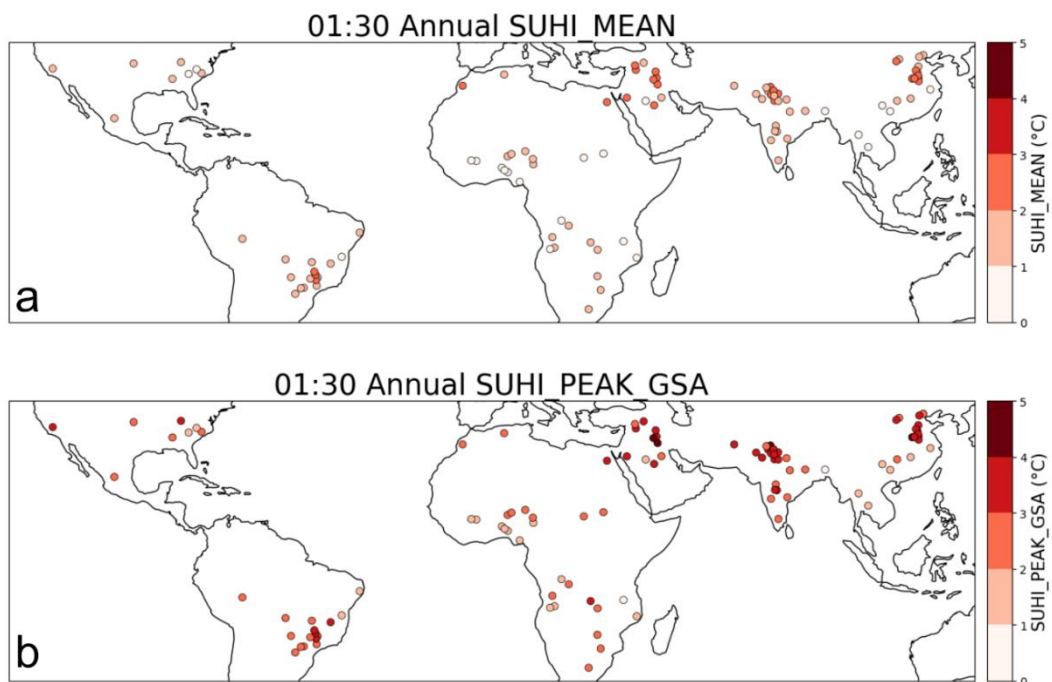 01:30 Annual SUHI_MEAN
a
5
4
3
2
1
0
SUHI_MEAN (°C)
01:30 Annual SUHI_PEAK_GSA
b
5
4
3
2
1
0
SUHI_PEAK_GSA (°C)